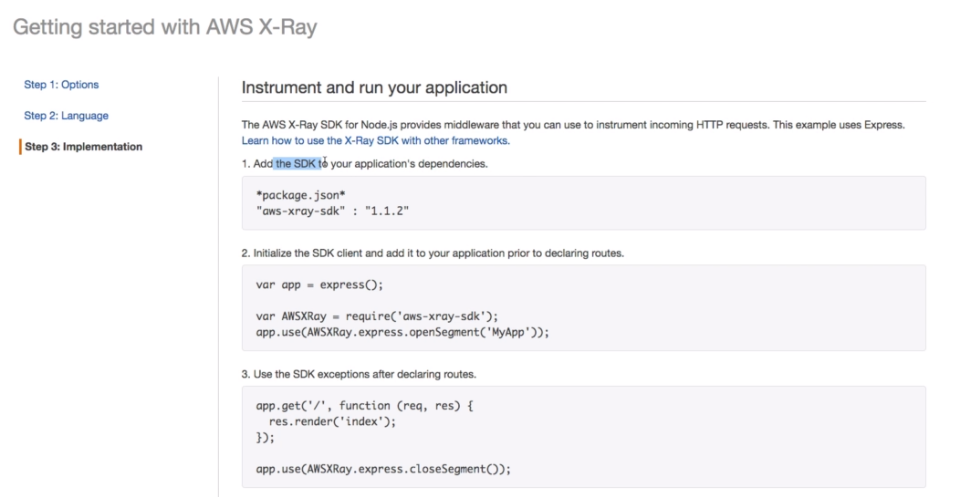 Getting started with AWS X-Ray
Step 1: Options
Step 2: Language
Step 3: Implementation
Instrument and run your application
The AWS X-Ray SDK for Node.js provides middleware that you can use to instrument incoming HTTP requests. This example uses Express.
Learn how to use the X-Ray SDK with other frameworks.
1. Add the SDK to your application's dependencies.
*package.json*
"aws-xray-sdk" : "1.1.2"
2. Initialize the SDK client and add it to your application prior to declaring routes.
var app = express();
var AWSXRay = require('aws-xray-sdk');
app.use(AWSXRay.express.openSegment('MyApp'));
3. Use the SDK exceptions after declaring routes.
app.get('/', function (req, res) {
  res.render('index');
});
app.use(AWSXRay.express.closeSegment());